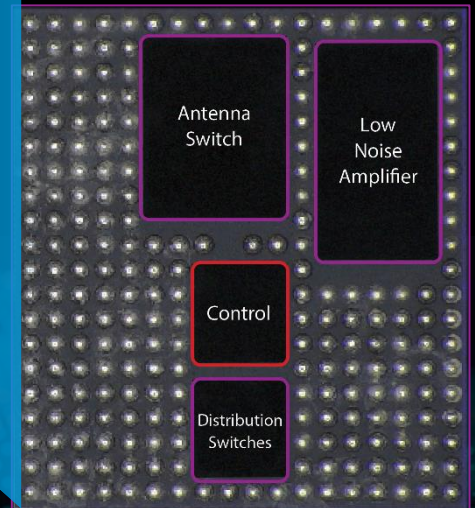 Antenna
Switch
Low
Noise
Amplifier
Control
Distribution
Switches